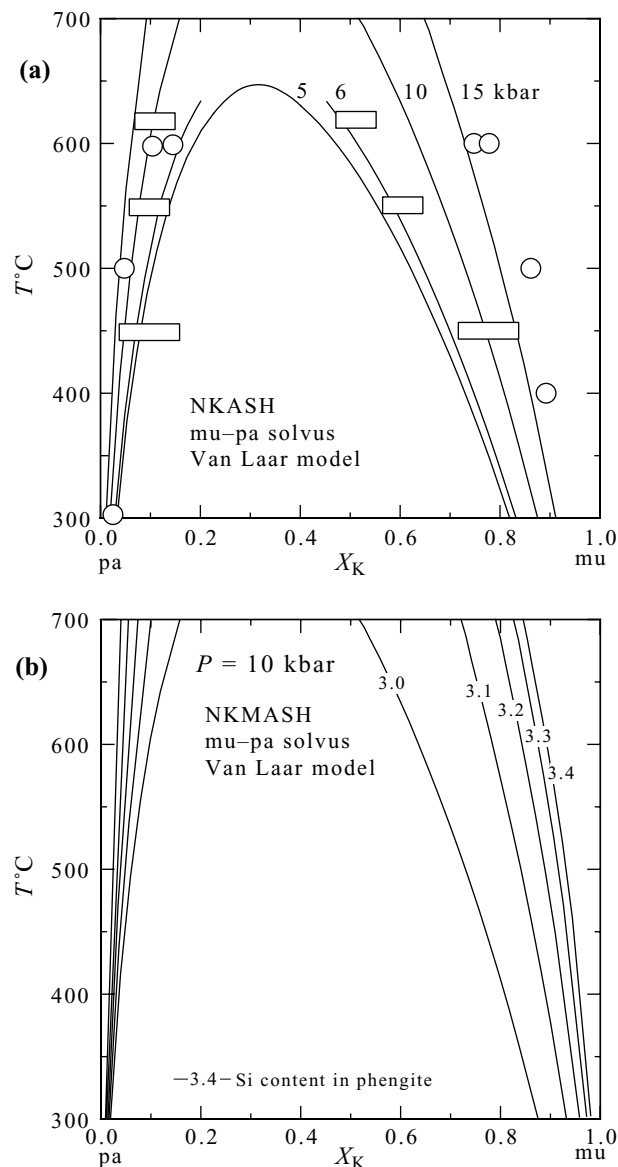 (a)
700
600
500
400
300
T°C
5 6 10 15 kbar
NKASH
mu–pa solvus
Van Laar model
0.0 0.2 0.4 0.6 0.8 1.0
pa X_K mu
(b)
700
600
500
400
300
T°C
P = 10 kbar
NKMASH
mu–pa solvus
Van Laar model
3.0
3.1
3.2
3.3
3.4
–3.4– Si content in phengite
0.0 0.2 0.4 0.6 0.8 1.0
pa X_K mu